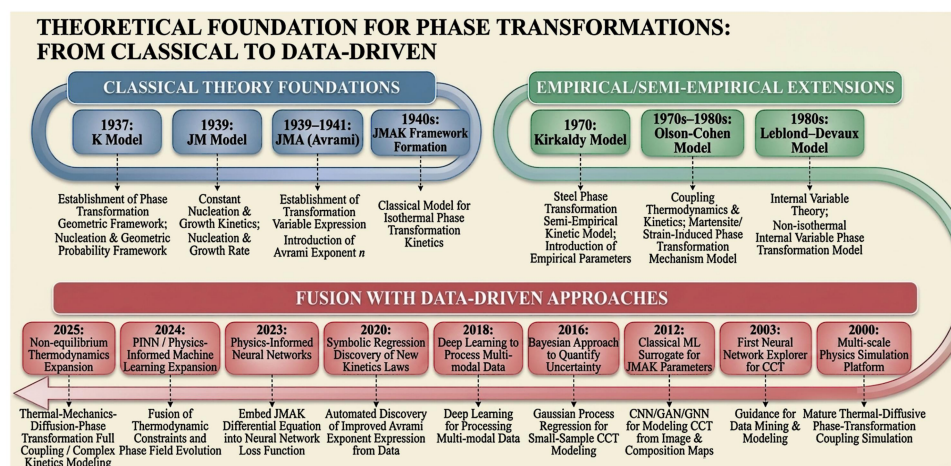 THEORETICAL FOUNDATION FOR PHASE TRANSFORMATIONS:
FROM CLASSICAL TO DATA-DRIVEN
CLASSICAL THEORY FOUNDATIONS
1937:
K Model
1939:
JM Model
1939–1941:
JMA (Avrami)
1940s:
JMAK Framework
Formation
Establishment of Phase
Transformation
Geometric Framework;
Nucleation & Geometric
Probability Framework
Constant
Nucleation &
Growth Kinetics;
Nucleation &
Growth Rate
Establishment of
Transformation
Variable Expression
Introduction of
Avrami Exponent n
Classical Model for
Isothermal Phase
Transformation
Kinetics
EMPIRICAL/SEMI-EMPIRICAL EXTENSIONS
1970:
Kirkaldy Model
1970s–1980s:
Olson-Cohen
Model
1980s:
Leblond–Devaux
Model
Steel Phase
Transformation
Semi-Empirical
Kinetic Model;
Introduction of
Empirical Parameters
Coupling
Thermodynamics &
Kinetics; Martensite/
Strain-Induced Phase
Transformation
Mechanism Model
Internal Variable
Theory;
Non-isothermal
Internal Variable Phase
Transformation Model
FUSION WITH DATA-DRIVEN APPROACHES
2025:
Non-equilibrium
Thermodynamics
Expansion
2024:
PINN / Physics-
Informed Machine
Learning Expansion
2023:
Physics-Informed
Neural Networks
2020:
Symbolic Regression
Discovery of New
Kinetics Laws
2018:
Deep Learning to
Process Multi-
modal Data
2016:
Bayesian Approach
to Quantify
Uncertainty
2012:
Classical ML
Surrogate for
JMAK Parameters
2003:
First Neural
Network Explorer
for CCT
2000:
Multi-scale
Physics Simulation
Platform
Thermal-Mechanics-
Diffusion-Phase
Transformation Full
Coupling / Complex
Kinetics Modeling
Fusion of
Thermodynamic
Constraints and
Phase Field Evolution
Embed JMAK
Differential Equation
into Neural Network
Loss Function
Automated Discovery
of Improved Avrami
Exponent Expression
from Data
Deep Learning
for Processing
Multi-modal Data
Gaussian Process
Regression for
Small-Sample CCT
Modeling
CNN/GAN/GNN
for Modeling CCT
from Image &
Composition Maps
Guidance for
Data Mining &
Modeling
Mature Thermal-Diffusive
Phase-Transformation
Coupling Simulation